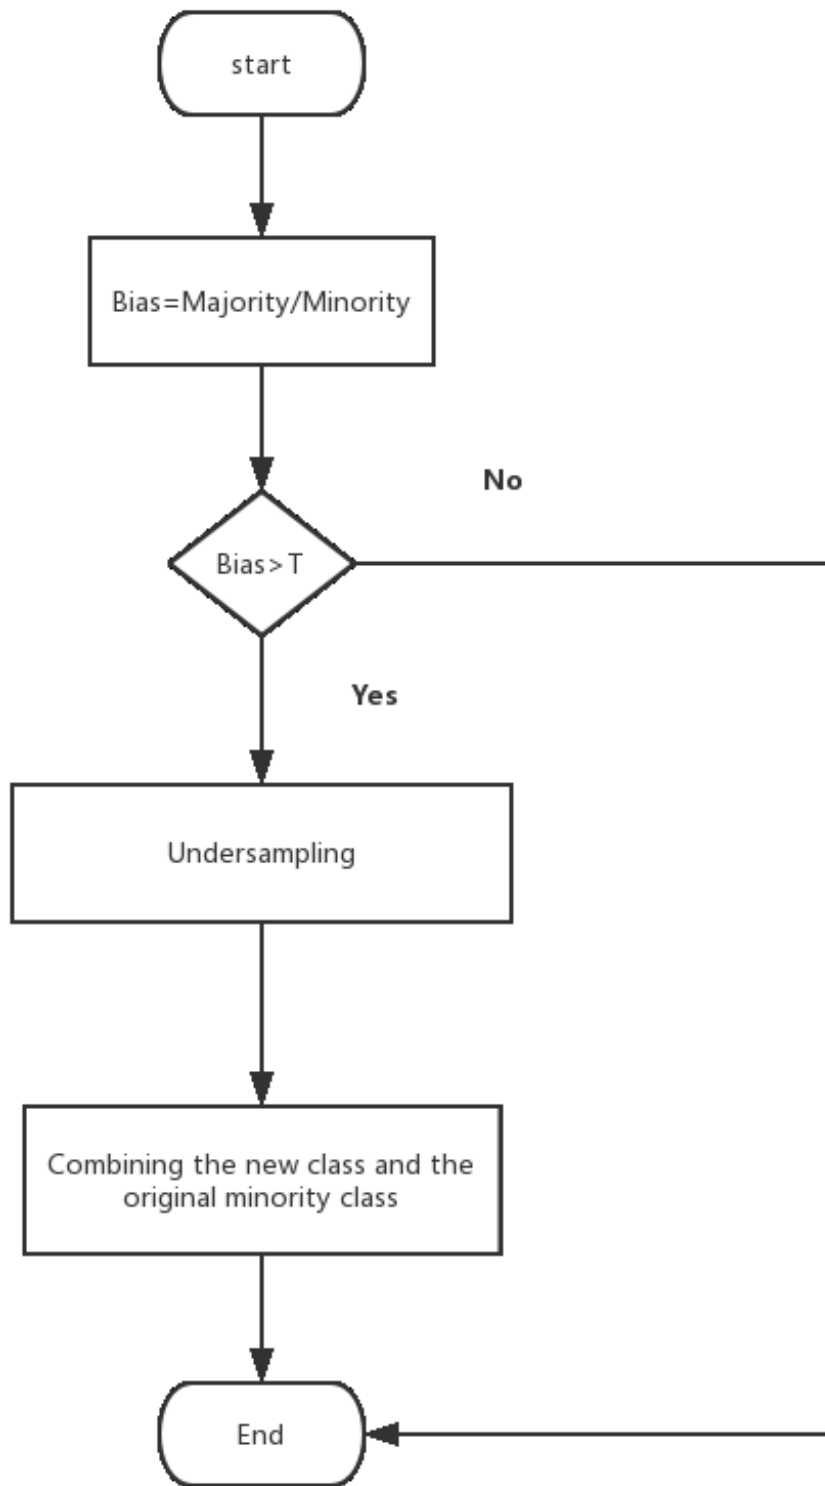 start
Bias=Majority/Minority
No
Bias>T
Yes
Undersampling
Combining the new class and the
original minority class
End